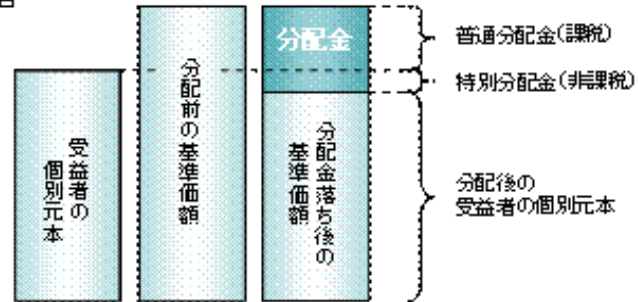 分配金
普通分配金(課税)
特別分配金(非課税)
受益者の
個別元本
分配前の基準価額
分配金落ち後の
基準価額
分配後の
受益者の個別元本